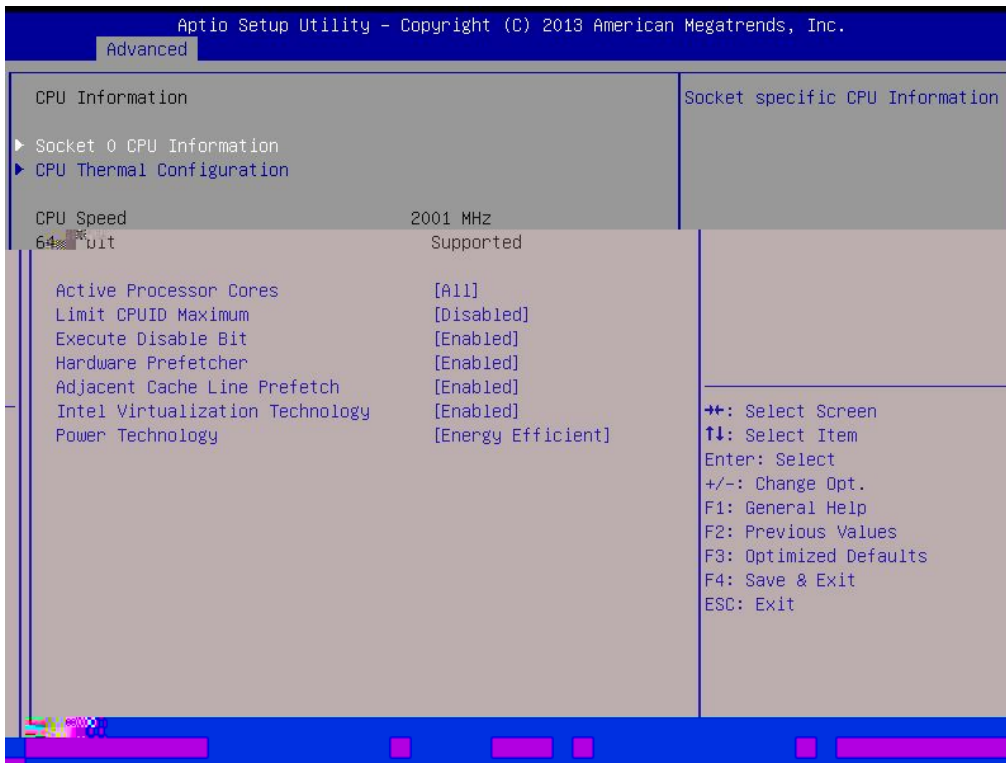 Aptio Setup Utility – Copyright (C) 2013 American Megatrends, Inc.
Advanced
CPU Information
Socket specific CPU Information
Socket 0 CPU Information
CPU Thermal Configuration
CPU Speed 2001 MHz
64 bit Supported
Active Processor Cores [All]
Limit CPUID Maximum [Disabled]
Execute Disable Bit [Enabled]
Hardware Prefetcher [Enabled]
Adjacent Cache Line Prefetch [Enabled]
Intel Virtualization Technology [Enabled]
Power Technology [Energy Efficient]
→←: Select Screen
↑↓: Select Item
Enter: Select
+/-: Change Opt.
F1: General Help
F2: Previous Values
F3: Optimized Defaults
F4: Save & Exit
ESC: Exit